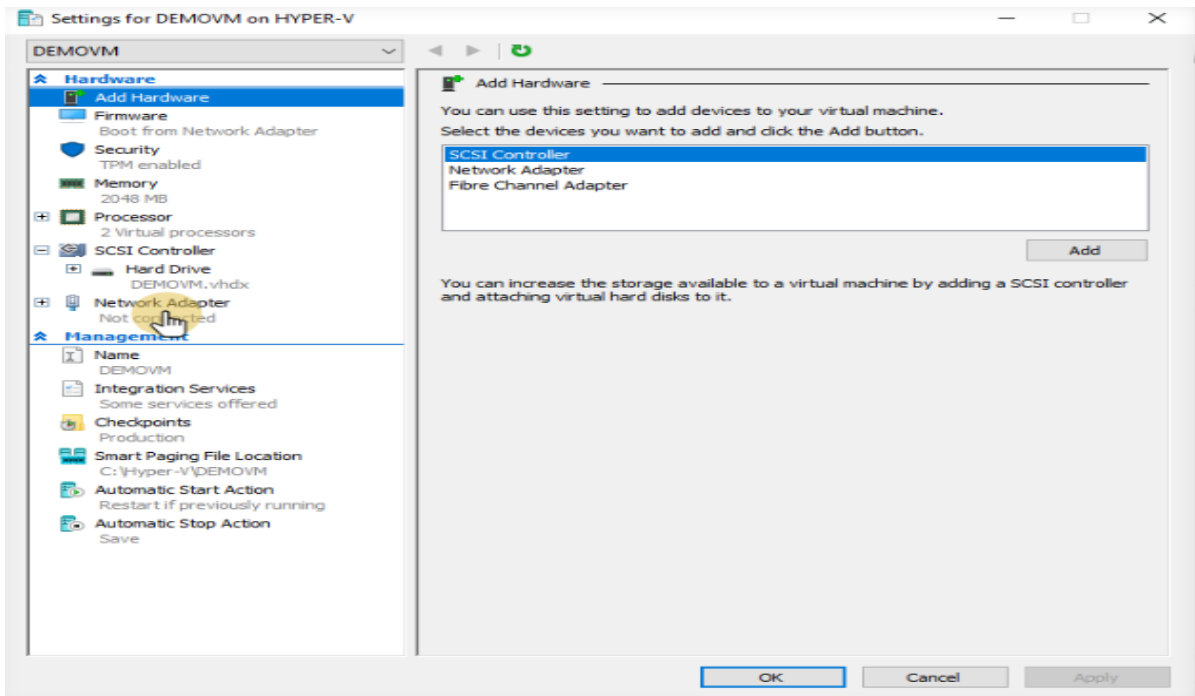 Settings for DEMOVM on HYPER-V
DEMOVM
Hardware
Add Hardware
Firmware
Boot from Network Adapter
Security
TPM enabled
Memory
2048 MB
Processor
2 Virtual processors
SCSI Controller
Hard Drive
DEMOVM.vhdx
Network Adapter
Not connected
Management
Name
DEMOVM
Integration Services
Some services offered
Checkpoints
Production
Smart Paging File Location
C:\Hyper-V\DEMOVM
Automatic Start Action
Restart if previously running
Automatic Stop Action
Save
Add Hardware
You can use this setting to add devices to your virtual machine.
Select the devices you want to add and click the Add button.
SCSI Controller
Network Adapter
Fibre Channel Adapter
Add
You can increase the storage available to a virtual machine by adding a SCSI controller
and attaching virtual hard disks to it.
OK
Cancel
Apply